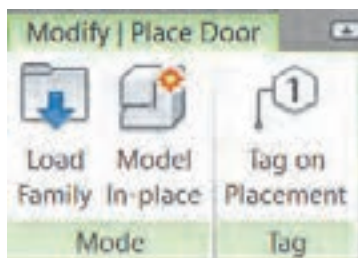 Modify | Place Door
1
Load Family
Model In-place
Tag on Placement
Mode
Tag